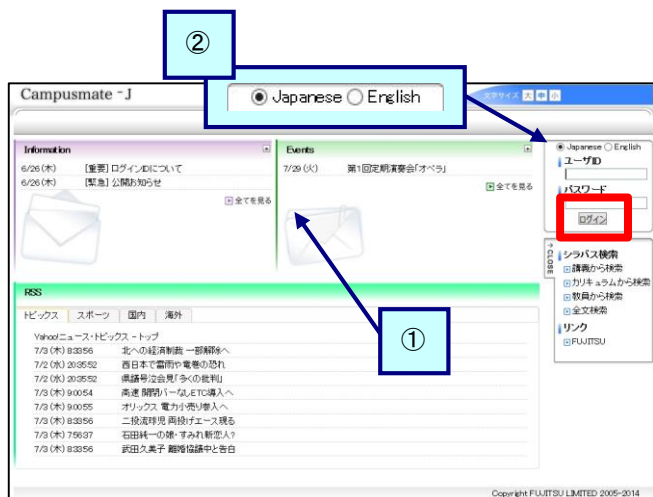 ②
Japanese English
Campusmate-J
文字サイズ 大 中 小
Japanese English
Information
6/26(木) [重要]ログインIDについて
6/26(木) [緊急]公開お知らせ
全てを見る
Events
7/29(火) 第1回定期演奏会「オペラ」
全てを見る
ユーザID
パスワード
ログイン
CLOSE
シラバス検索
講義から検索
カリキュラムから検索
教員から検索
全文検索
リンク
FUJITSU
①
RSS
トピックス スポーツ 国内 海外
Yahoo!ニュース・トピックス - トップ
7/3(木) 8:33:56 北への経済制裁 一部解除へ
7/2(水) 20:35:52 西日本で雷雨や竜巻の恐れ
7/2(水) 20:35:52 県議号泣会見「多くの批判」
7/3(木) 9:00:54 高速 開閉バーなしETC導入へ
7/3(木) 9:00:55 オリックス 電力小売り参入へ
7/3(木) 8:33:56 二投流球児 両投げエース現る
7/3(木) 7:56:37 石田純一の娘・すみれ新恋人?
7/3(木) 8:33:56 武田久美子 離婚協議中と告白
Copyright FUJITSU LIMITED 2005-2014